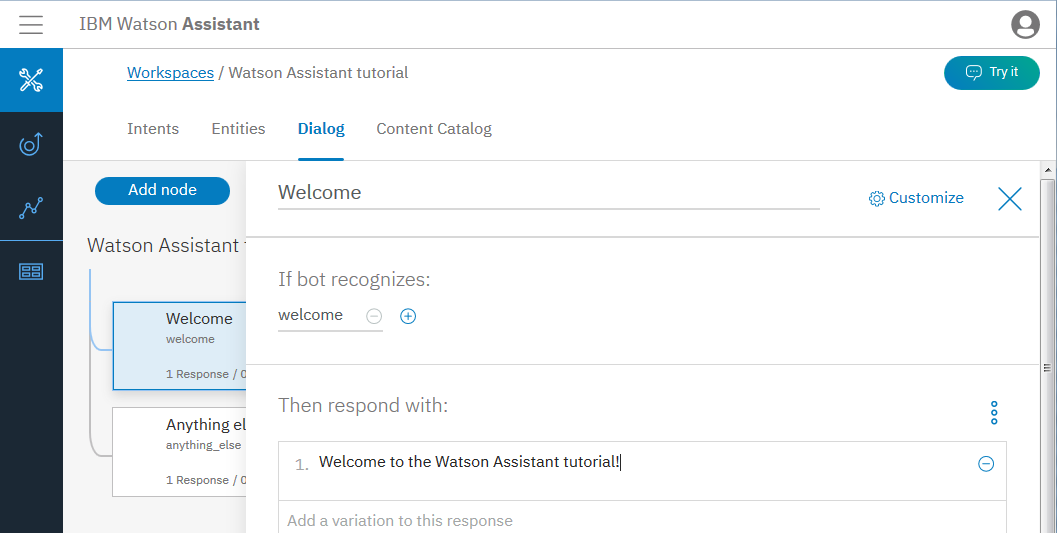 IBM Watson Assistant
Workspaces / Watson Assistant tutorial
Try it
Intents Entities Dialog Content Catalog
Add node
Watson Assistant
Welcome
welcome
1 Response /
Anything el
anything_else
1 Response /
Welcome
Customize
If bot recognizes:
welcome
Then respond with:
1. Welcome to the Watson Assistant tutorial!
Add a variation to this response